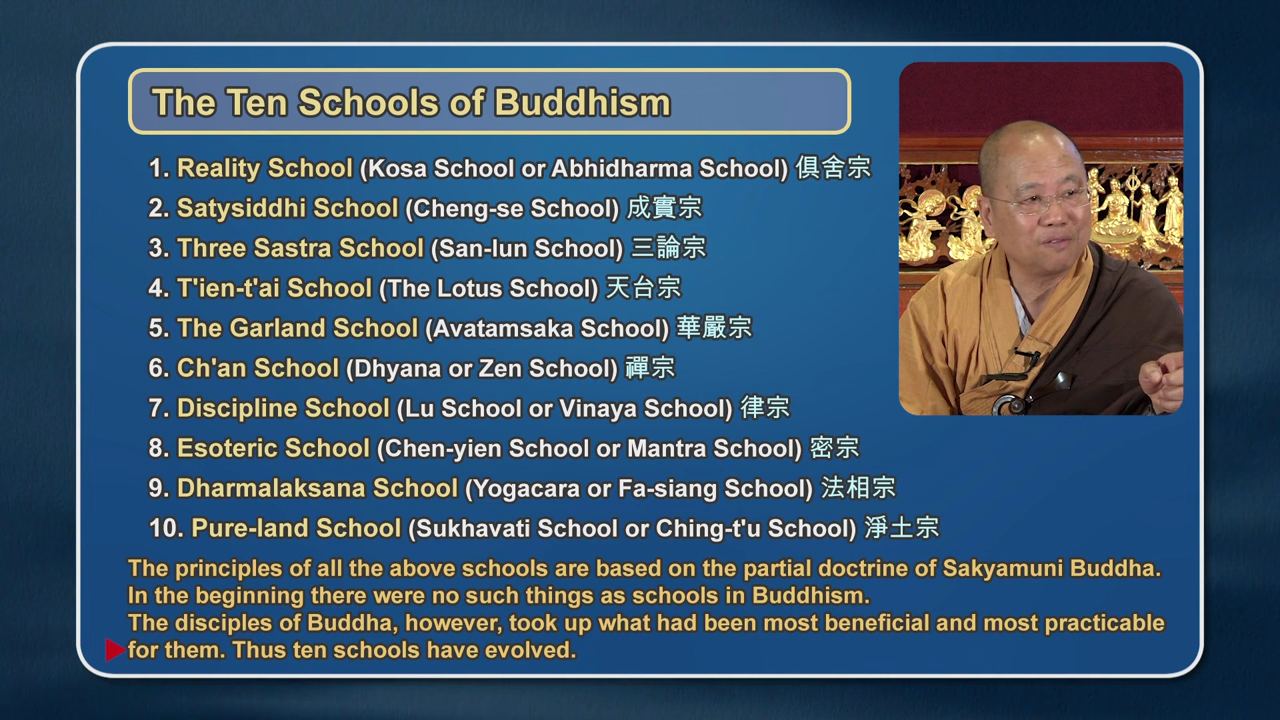 The Ten Schools of Buddhism
1. Reality School (Kosa School or Abhidharma School) 俱舍宗
2. Satysiddhi School (Cheng-se School) 成實宗
3. Three Sastra School (San-lun School) 三論宗
4. T'ien-t'ai School (The Lotus School) 天台宗
5. The Garland School (Avatamsaka School) 華嚴宗
6. Ch'an School (Dhyana or Zen School) 禪宗
7. Discipline School (Lu School or Vinaya School) 律宗
8. Esoteric School (Chen-yien School or Mantra School) 密宗
9. Dharmalaksana School (Yogacara or Fa-siang School) 法相宗
10. Pure-land School (Sukhavati School or Ching-t'u School) 淨土宗
The principles of all the above schools are based on the partial doctrine of Sakyamuni Buddha.
In the beginning there were no such things as schools in Buddhism.
The disciples of Buddha, however, took up what had been most beneficial and most practicable
for them. Thus ten schools have evolved.